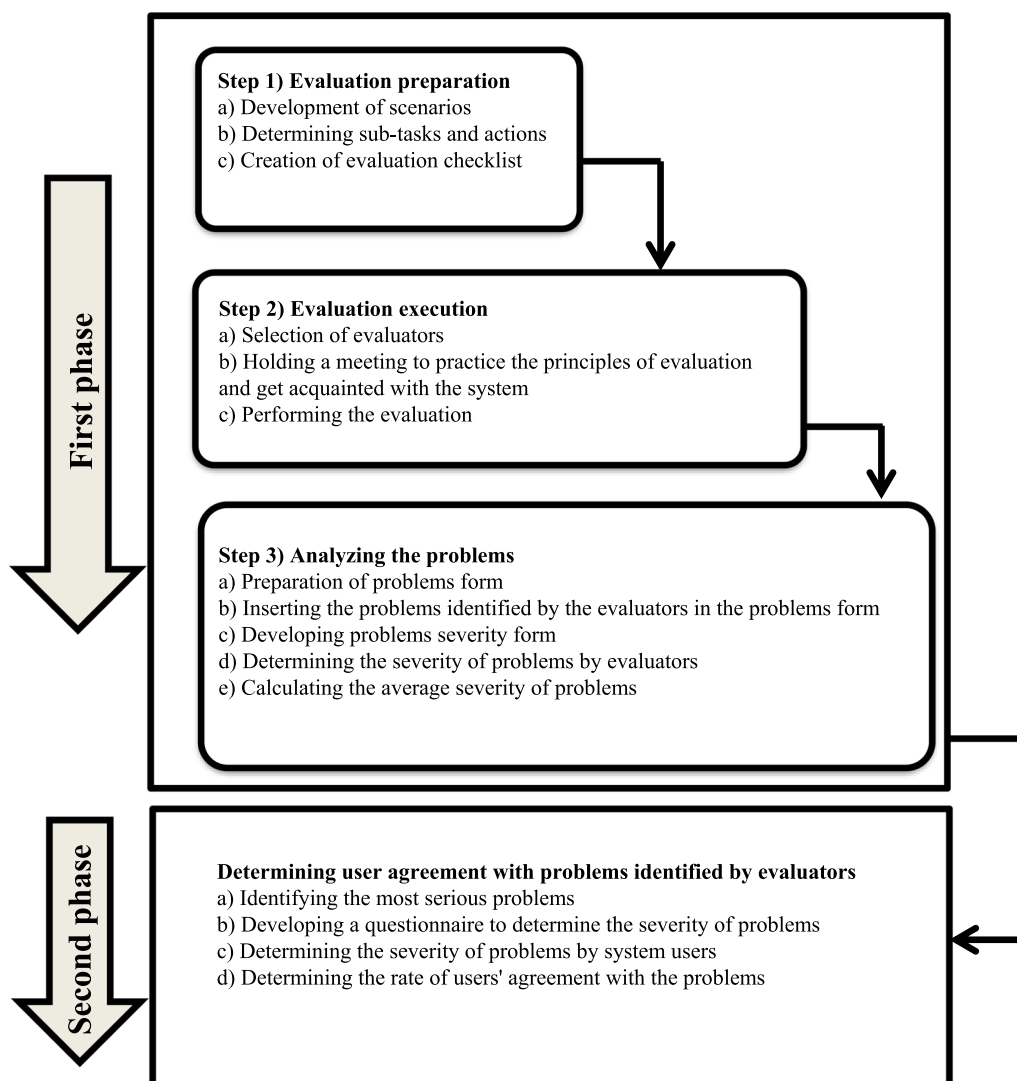 First phase
Step 1) Evaluation preparation
a) Development of scenarios
b) Determining sub-tasks and actions
c) Creation of evaluation checklist
Step 2) Evaluation execution
a) Selection of evaluators
b) Holding a meeting to practice the principles of evaluation
and get acquainted with the system
c) Performing the evaluation
Step 3) Analyzing the problems
a) Preparation of problems form
b) Inserting the problems identified by the evaluators in the problems form
c) Developing problems severity form
d) Determining the severity of problems by evaluators
e) Calculating the average severity of problems
Second phase
Determining user agreement with problems identified by evaluators
a) Identifying the most serious problems
b) Developing a questionnaire to determine the severity of problems
c) Determining the severity of problems by system users
d) Determining the rate of users' agreement with the problems